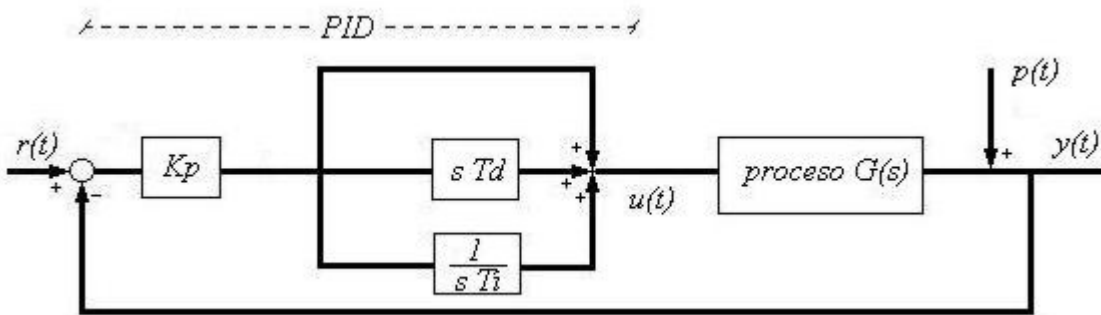 PID
p(t)
r(t)
+
-
Kp
s Td
1
s Ti
+
+
+
u(t)
proceso G(s)
+
y(t)